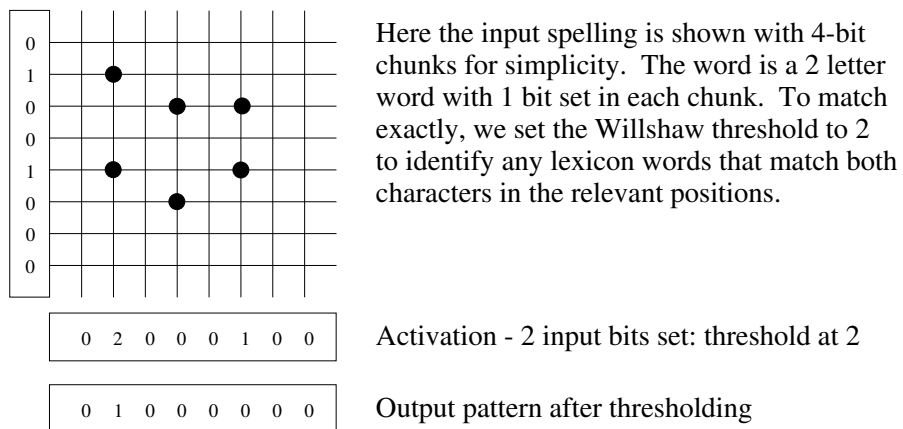 0
1
0
0
1
0
0
0
Here the input spelling is shown with 4-bit
chunks for simplicity. The word is a 2 letter
word with 1 bit set in each chunk. To match
exactly, we set the Willshaw threshold to 2
to identify any lexicon words that match both
characters in the relevant positions.
0 2 0 0 0 1 0 0
Activation - 2 input bits set: threshold at 2
0 1 0 0 0 0 0 0
Output pattern after thresholding